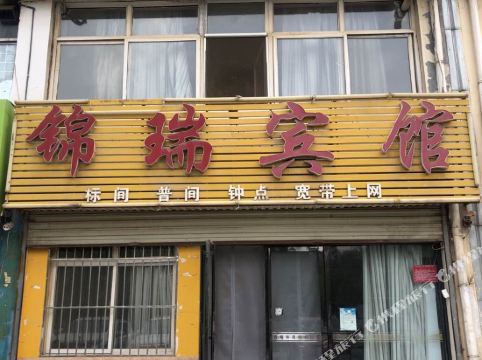 锦瑞宾馆
标间 普间 钟点 宽带上网